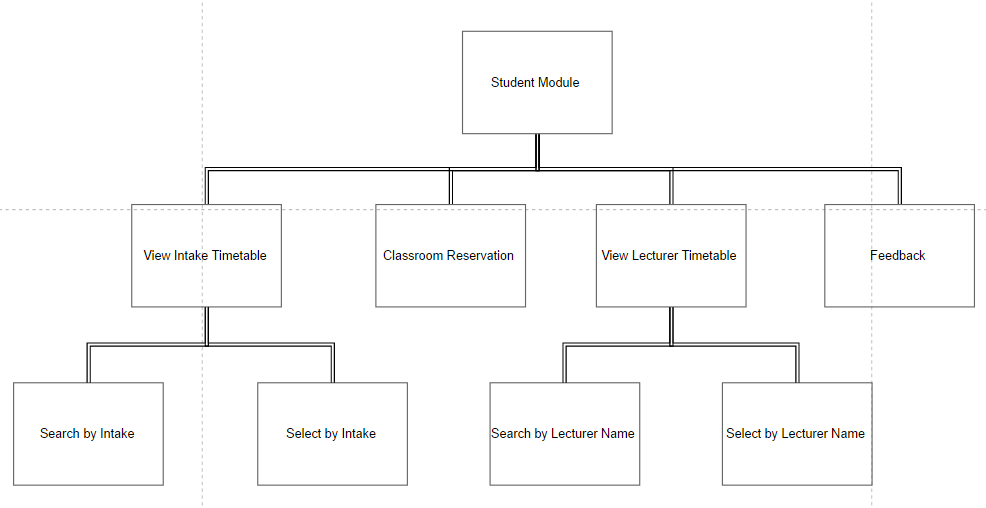 Student Module
View Intake Timetable
Classroom Reservation
View Lecturer Timetable
Feedback
Search by Intake
Select by Intake
Search by Lecturer Name
Select by Lecturer Name